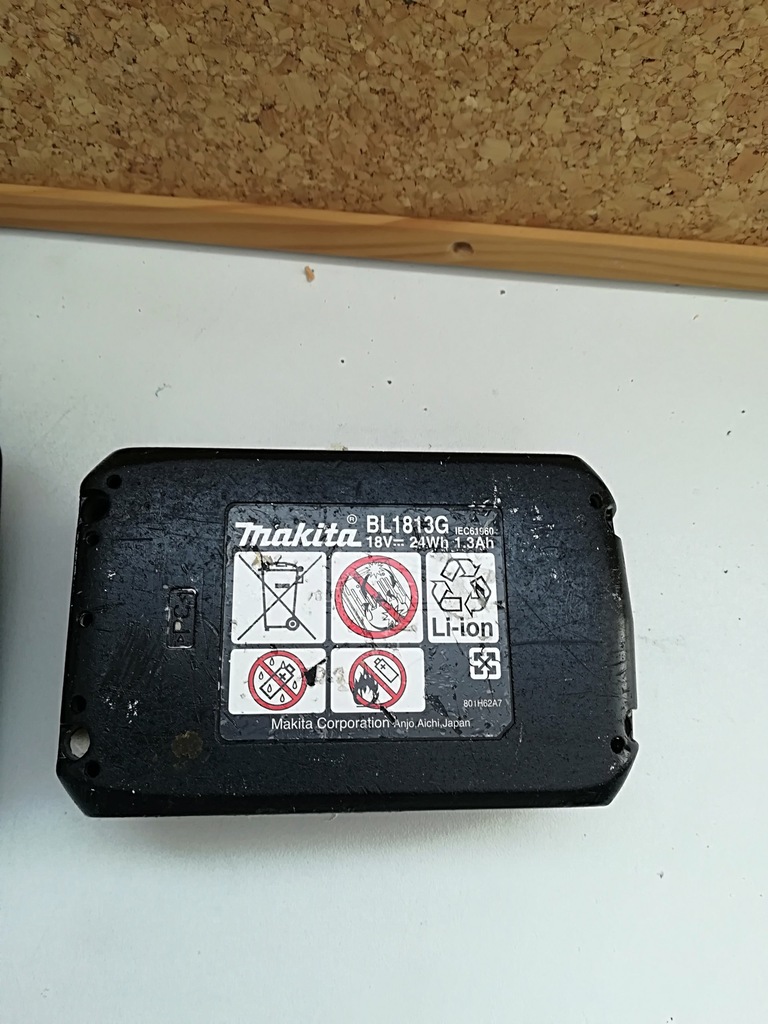 makita® BL1813G IEC61960
18V⎓ 24Wh 1.3Ah
Li-ion
801H62A7
Makita Corporation Anjo,Aichi,Japan